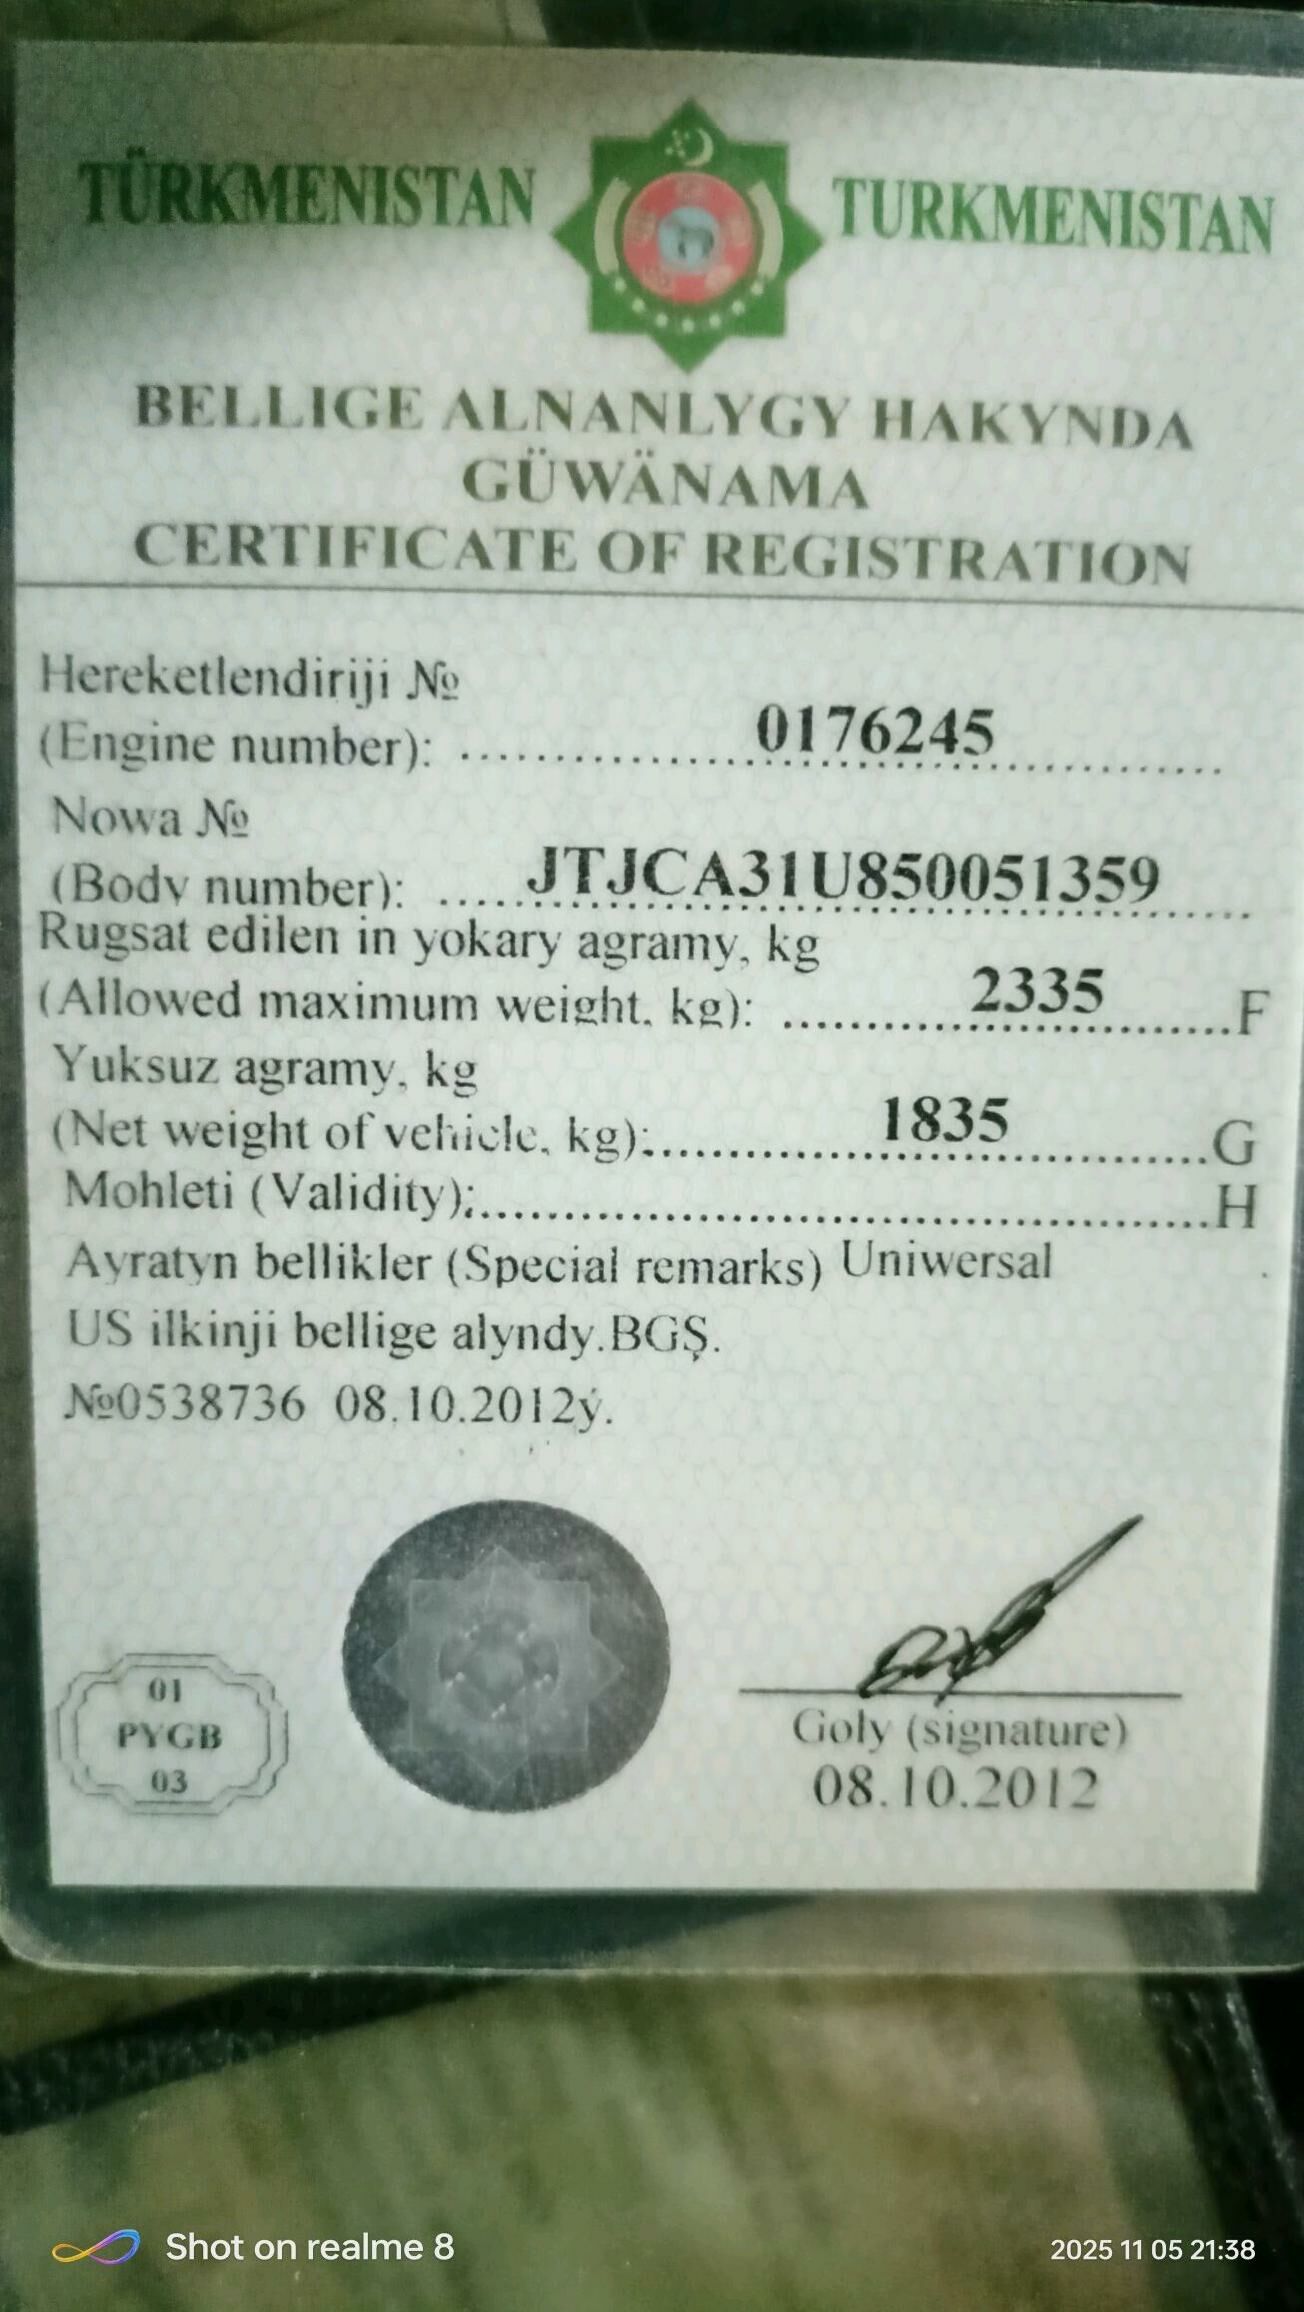 TÜRKMENISTAN TURKMENISTAN
BELLIGE ALNANLYGY HAKYNDA
GÜWÄNAMA
CERTIFICATE OF REGISTRATION
Hereketlendiriji №
(Engine number): 0176245
Nowa №
(Body number): JTJCA31U850051359
Rugsat edilen in yokary agramy, kg
(Allowed maximum weight, kg): 2335 F
Yuksuz agramy, kg
(Net weight of vehicle, kg): 1835 G
Mohleti (Validity): H
Ayratyn bellikler (Special remarks) Uniwersal
US ilkinji bellige alyndy.BGŞ.
№0538736 08.10.2012ý.
01
PYGB
03
Goly (signature)
08.10.2012
Shot on realme 8
2025 11 05 21:38